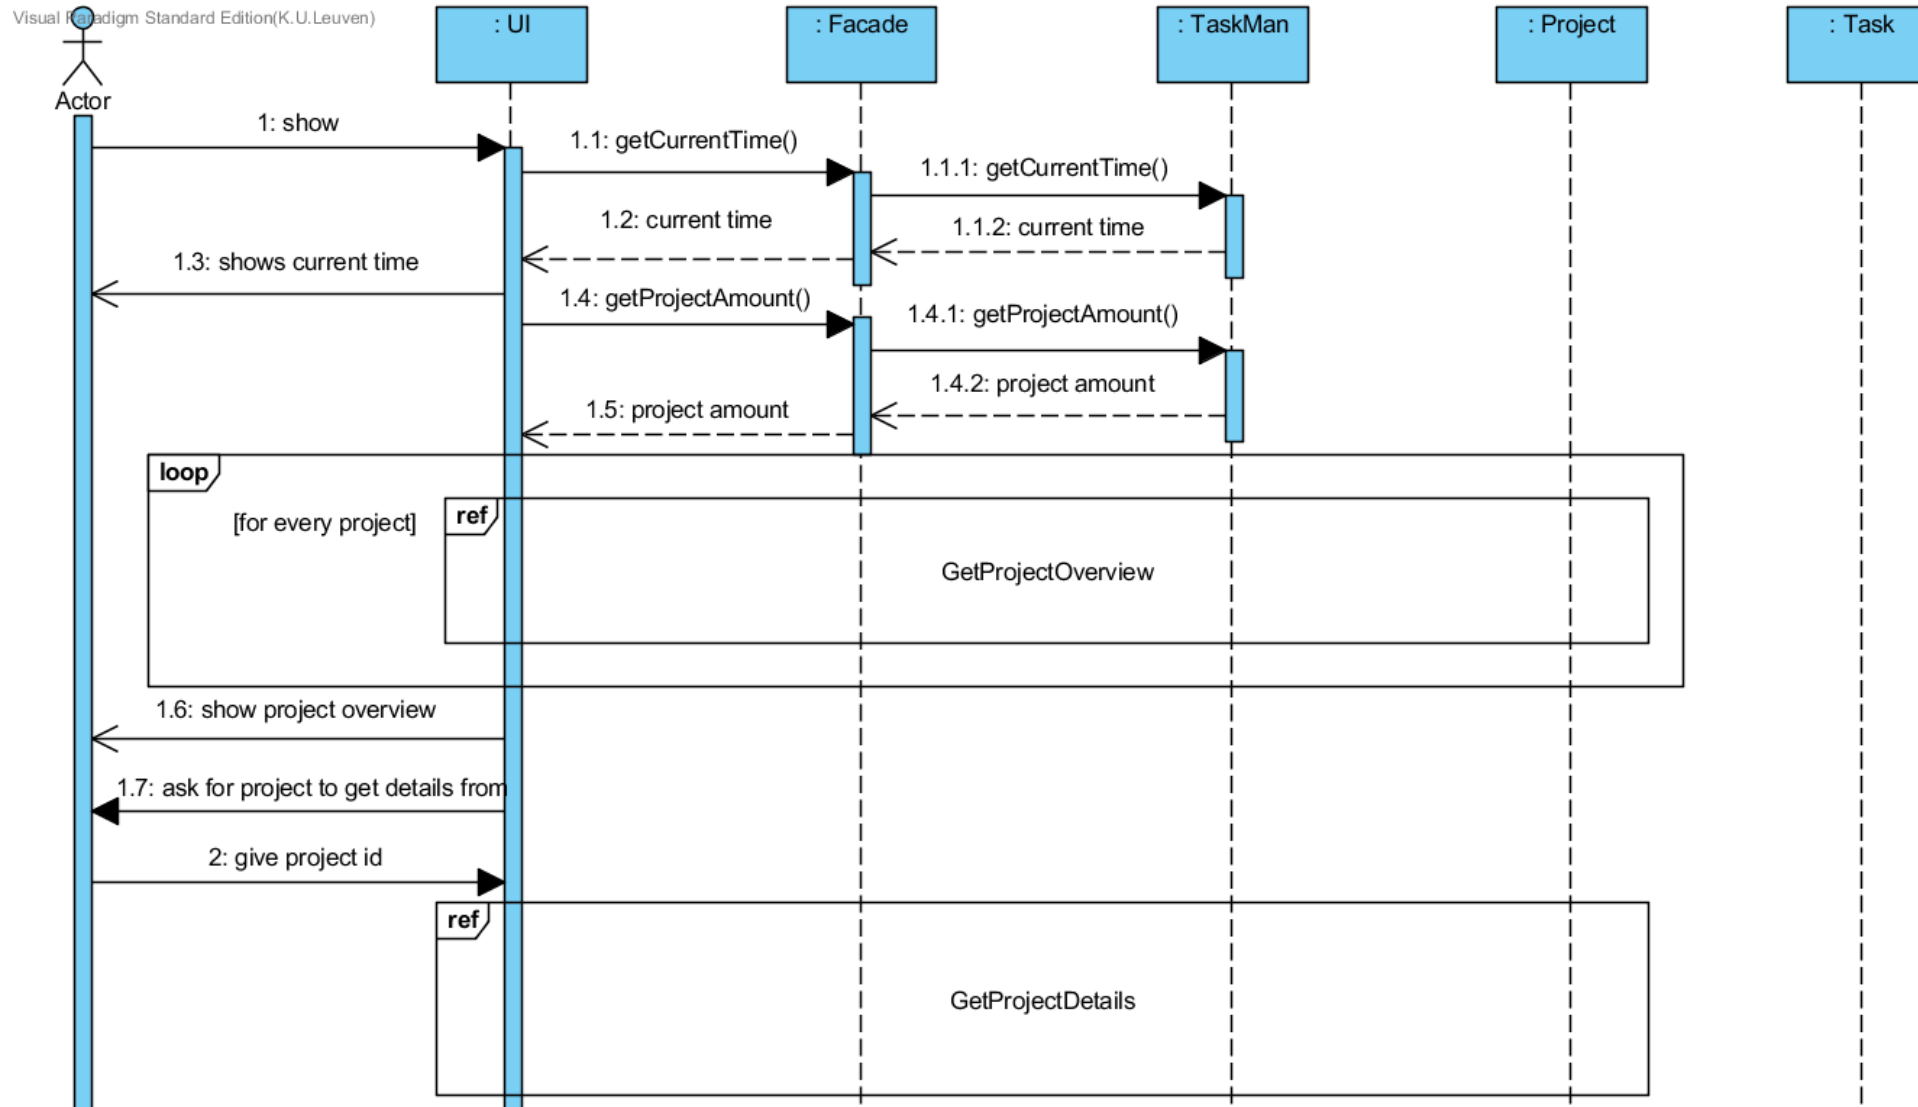 Visual Paradigm Standard Edition(K.U.Leuven)
: UI
: Facade
: TaskMan
: Project
: Task
Actor
1: show
1.1: getCurrentTime()
1.1.1: getCurrentTime()
1.2: current time
1.1.2: current time
1.3: shows current time
1.4: getProjectAmount()
1.4.1: getProjectAmount()
1.4.2: project amount
1.5: project amount
loop
[for every project]
ref
GetProjectOverview
1.6: show project overview
1.7: ask for project to get details from
2: give project id
ref
GetProjectDetails